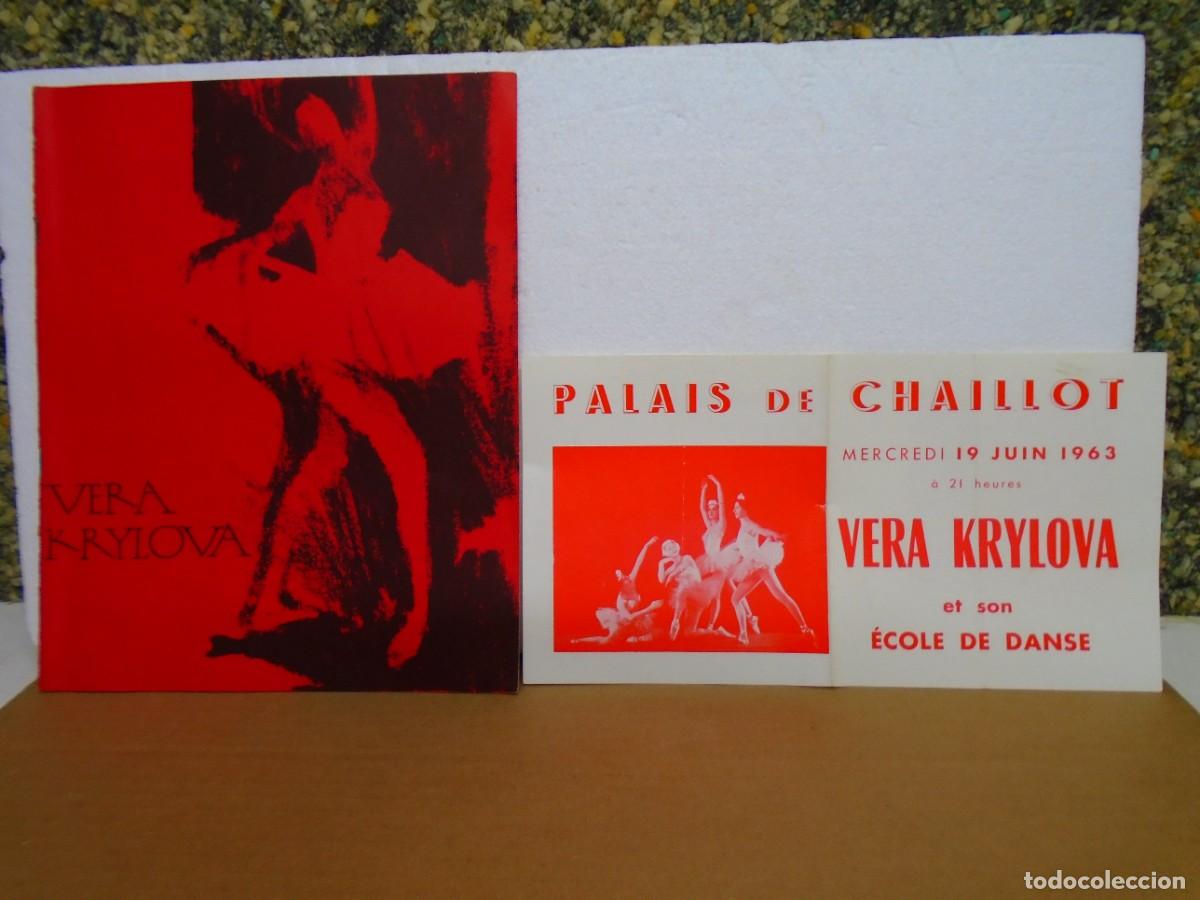 VERA
KRYLOVA
PALAIS DE CHAILLOT
MERCREDI 19 JUIN 1963
à 21 heures
VERA KRYLOVA
et son
ÉCOLE DE DANSE
todocoleccion